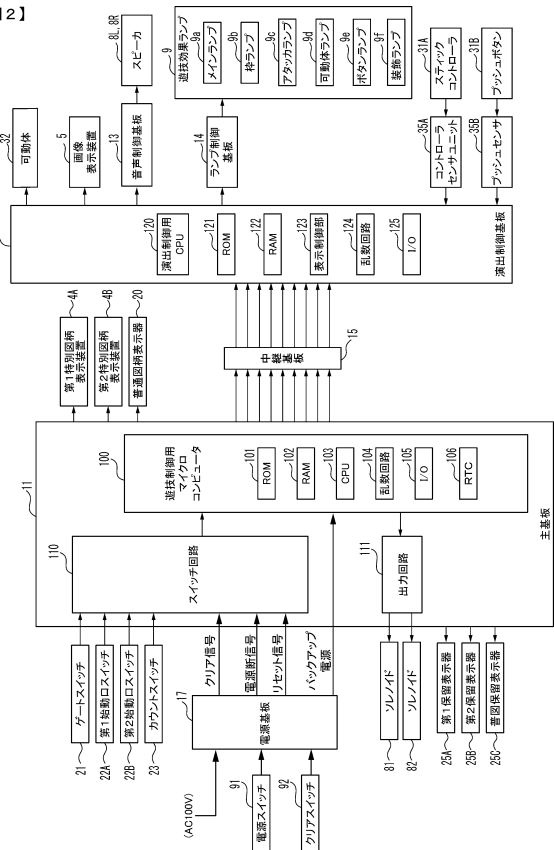 2】
21
ゲートスイッチ
22A
第1始動口スイッチ
22B
第2始動口スイッチ
23
カウントスイッチ
(AC100V)
91
電源スイッチ
92
クリアスイッチ
17
電源基板
クリア信号
電源断信号
リセット信号
バックアップ
電源
81
ソレノイド
82
ソレノイド
25A
第1保留表示器
25B
第2保留表示器
25C
普図保留表示器
11
主基板
110
スイッチ回路
111
出力回路
100
遊技制御用
マイクロ
コンピュータ
101
ROM
102
RAM
103
CPU
104
乱数回路
105
I/O
106
RTC
4A
第1特別図柄
表示装置
4B
第2特別図柄
表示装置
20
普通図柄表示器
15
中継基板
演出制御基板
120
演出制御用
CPU
121
ROM
122
RAM
123
表示制御部
124
乱数回路
125
I/O
32
可動体
5
画像
表示装置
13
音声制御基板
8L、8R
スピーカ
14
ランプ制御
基板
9
遊技効果ランプ
9a
メインランプ
9b
枠ランプ
9c
アタッカランプ
9d
可動体ランプ
9e
ボタンランプ
9f
装飾ランプ
31A
スティック
コントローラ
35A
コントローラ
センサユニット
31B
プッシュボタン
35B
プッシュセンサ